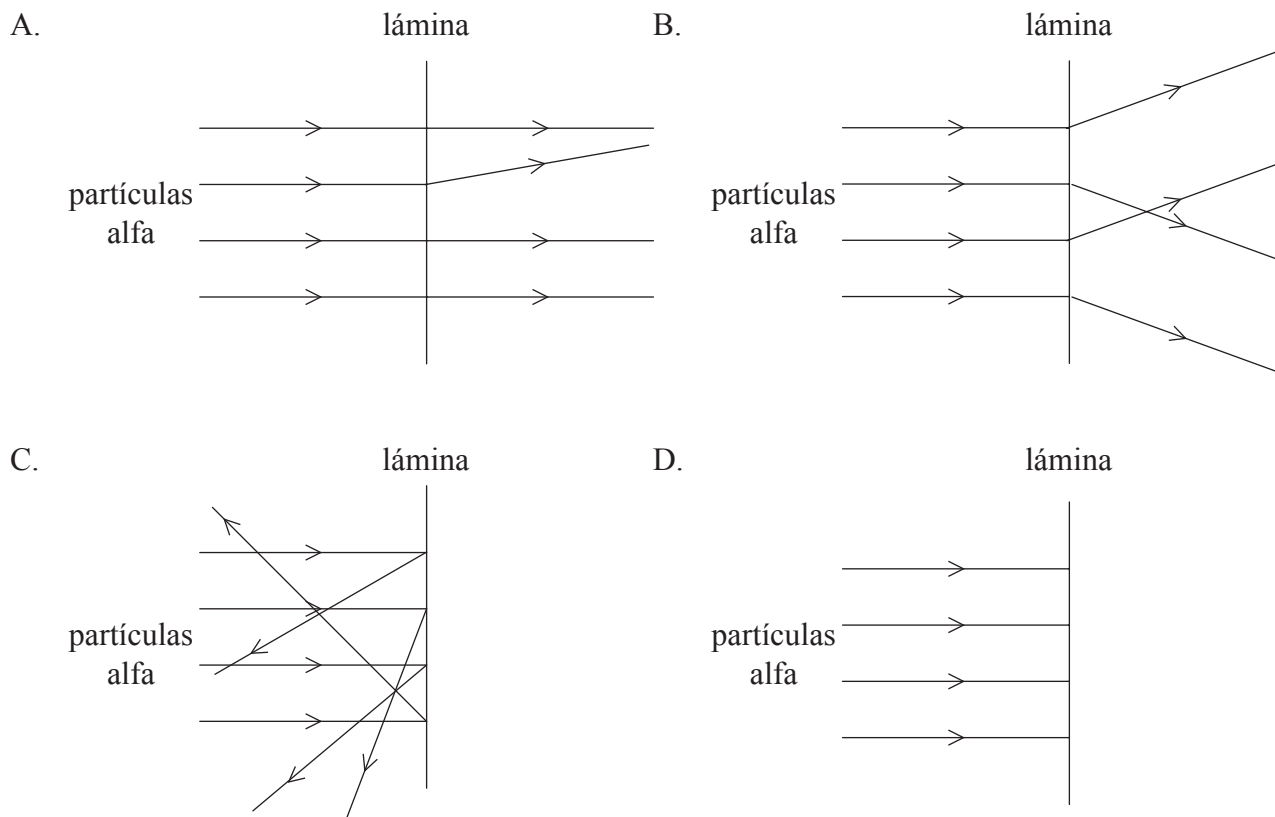 A.
lámina
partículas
alfa
B.
lámina
partículas
alfa
C.
lámina
partículas
alfa
D.
lámina
partículas
alfa